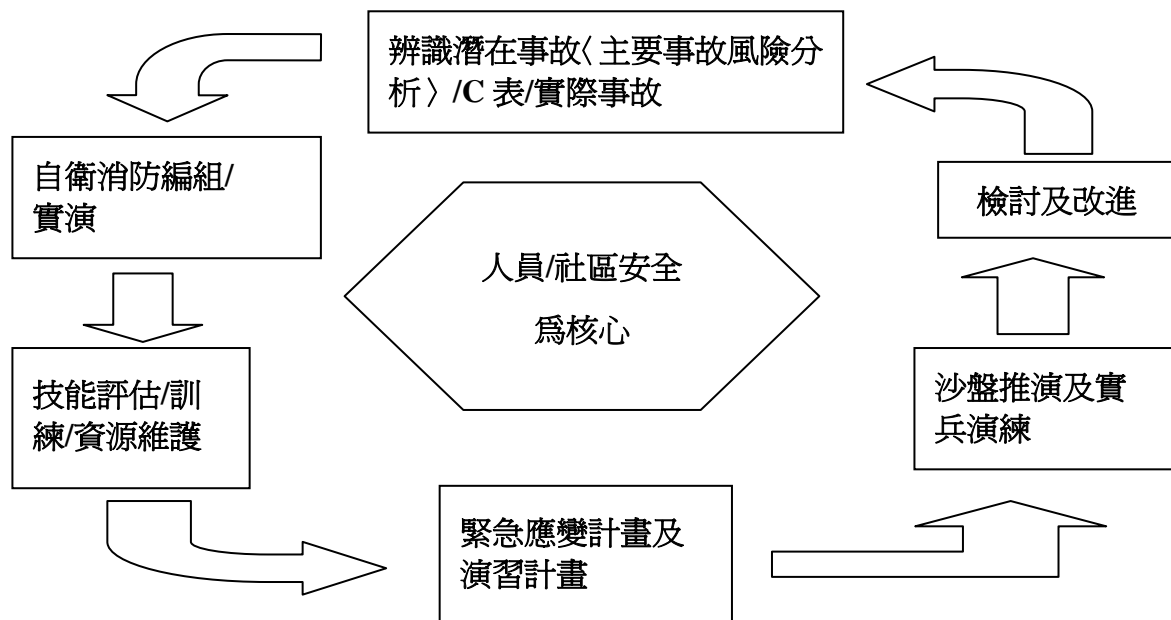 辨識潛在事故〈主要事故風險分
析〉/C 表/實際事故
自衛消防編組/
實演
檢討及改進
人員/社區安全
爲核心
技能評估/訓
練/資源維護
沙盤推演及實
兵演練
緊急應變計畫及
演習計畫